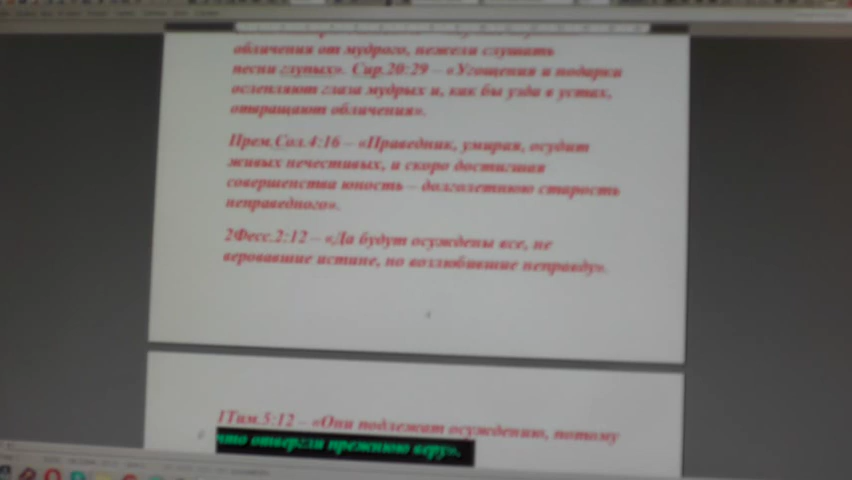 обличения от мудрого, нежели слушать
песни глупых». Сир.20:29 – «Угощения и подарки
ослепляют глаза мудрых и, как бы узда в устах,
отвращают обличения».
Прем.Сол.4:16 – «Праведник, умирая, осудит
живых нечестивых, и скоро достигшая
совершенства юность – долголетнюю старость
неправедного».
2Фесс.2:12 – «Да будут осуждены все, не
веровавшие истине, но возлюбившие неправду».
1Тим.5:12 – «Они подлежат осуждению, потому
что отвергли прежнюю веру».